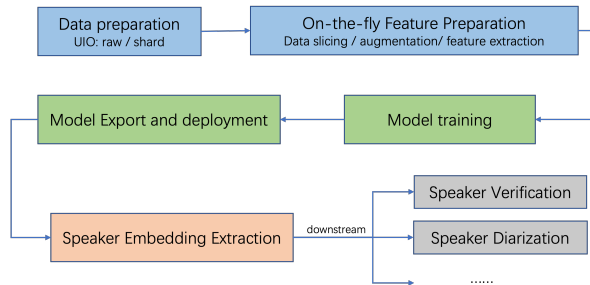 Data preparation
UIO: raw / shard
On-the-fly Feature Preparation
Data slicing / augmentation/ feature extraction
Model Export and deployment
Model training
Speaker Embedding Extraction
downstream
Speaker Verification
Speaker Diarization
......